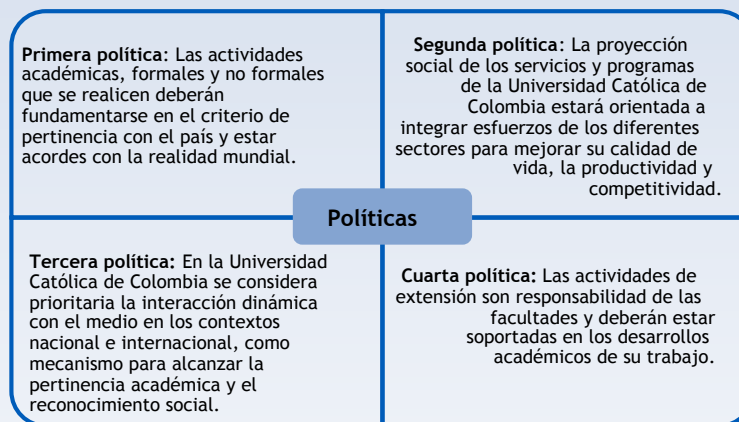 Primera política: Las actividades
académicas, formales y no formales
que se realicen deberán
fundamentarse en el criterio de
pertinencia con el país y estar
acordes con la realidad mundial.
Segunda política: La proyección
social de los servicios y programas
de la Universidad Católica de
Colombia estará orientada a
integrar esfuerzos de los diferentes
sectores para mejorar su calidad de
vida, la productividad y
competitividad.
Políticas
Tercera política: En la Universidad
Católica de Colombia se considera
prioritaria la interacción dinámica
con el medio en los contextos
nacional e internacional, como
mecanismo para alcanzar la
pertinencia académica y el
reconocimiento social.
Cuarta política: Las actividades de
extensión son responsabilidad de las
facultades y deberán estar
soportadas en los desarrollos
académicos de su trabajo.